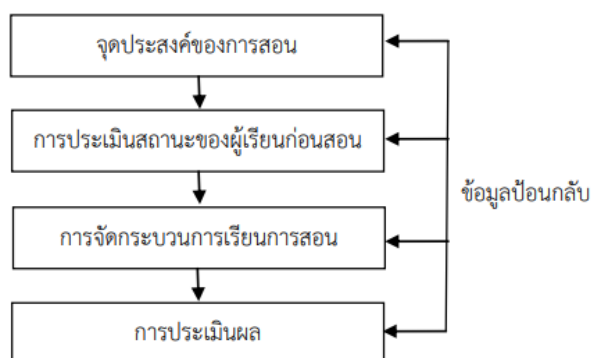 จุดประสงค์ของการสอน
การประเมินสถานะของผู้เรียนก่อนสอน
ข้อมูลป้อนกลับ
การจัดกระบวนการเรียนการสอน
การประเมินผล